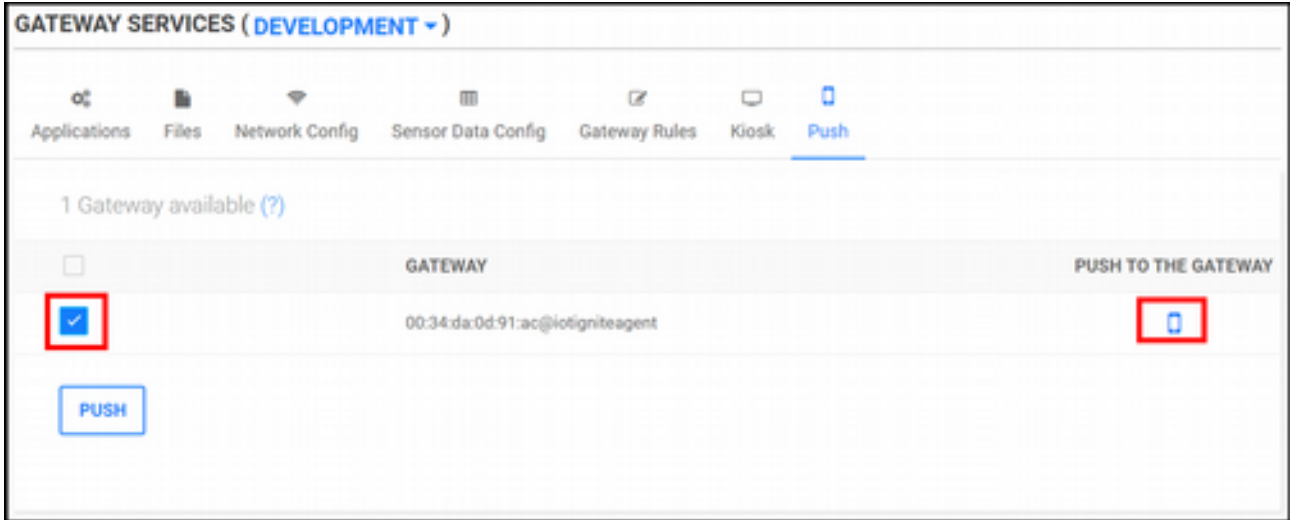 GATEWAY SERVICES ( DEVELOPMENT )
Applications Files Network Config Sensor Data Config Gateway Rules Kiosk Push
1 Gateway available (?)
GATEWAY PUSH TO THE GATEWAY
00:34:da:0d:91:ac@iotigniteagent
PUSH